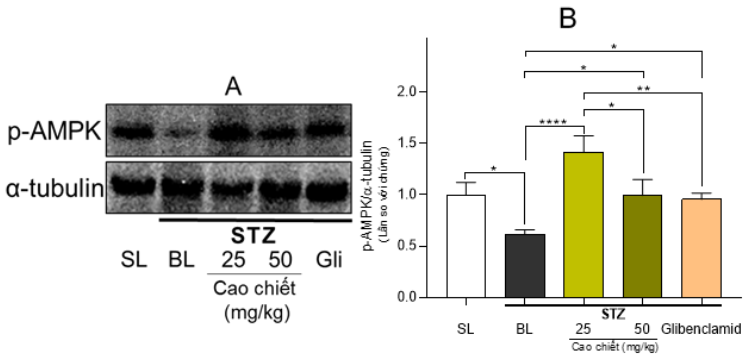 A
p-AMPK
α-tubulin
STZ
SL BL 25 50 Gli
Cao chiết
(mg/kg)
B
p-AMPK/α-tubulin
(Lần so với chứng)
2.0
1.5
1.0
0.5
0.0
*
*
**
*
****
*
STZ
SL BL 25 50 Glibenclamid
Cao chiết (mg/kg)